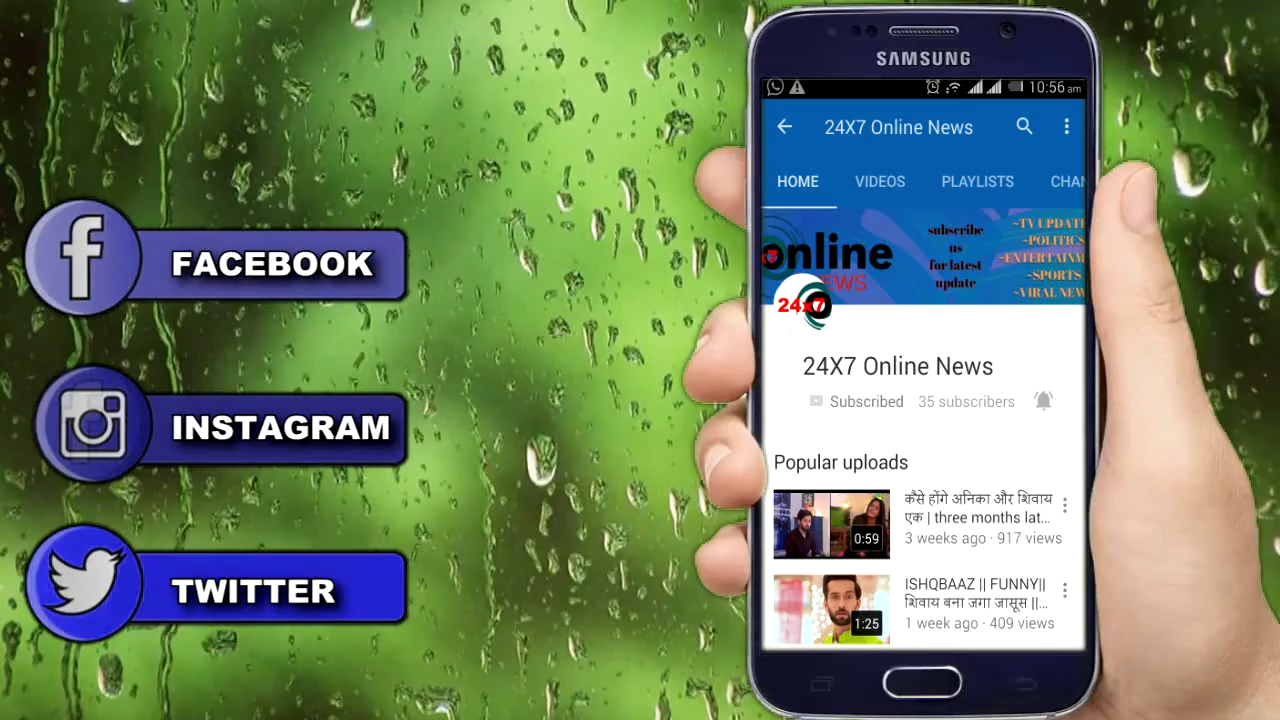 FACEBOOK
INSTAGRAM
TWITTER
SAMSUNG
10:56 am
24X7 Online News
HOME VIDEOS PLAYLISTS CHAN
online
NEWS
subscribe
us
for latest
update
~TV UPDATE
~POLITICS
~ENTERTAINM
~SPORTS
~VIRAL NEW
24x7
24X7 Online News
Subscribed 35 subscribers
Popular uploads
0:59
कैसे होंगे अनिका और शिवाय
एक | three months lat...
3 weeks ago · 917 views
1:25
ISHQBAAZ || FUNNY||
शिवाय बना जगा जासूस ||...
1 week ago · 409 views